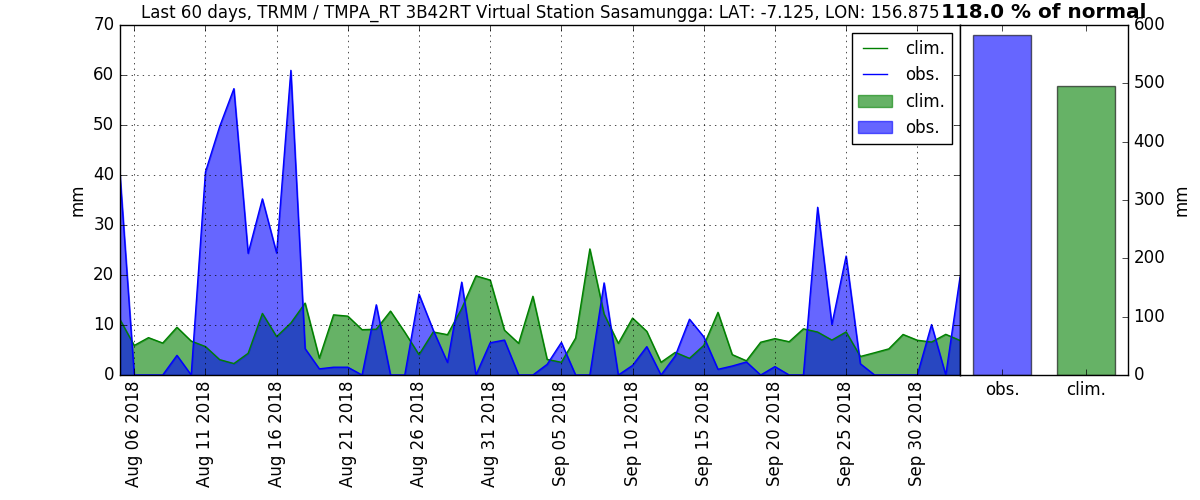 Last 60 days, TRMM / TMPA_RT 3B42RT Virtual Station Sasamungga: LAT: -7.125, LON: 156.875
118.0 % of normal
70
60
50
40
30
20
10
0
mm
clim.
obs.
clim.
obs.
Aug 06 2018
Aug 11 2018
Aug 16 2018
Aug 21 2018
Aug 26 2018
Aug 31 2018
Sep 05 2018
Sep 10 2018
Sep 15 2018
Sep 20 2018
Sep 25 2018
Sep 30 2018
600
500
400
300
200
100
0
mm
obs.
clim.